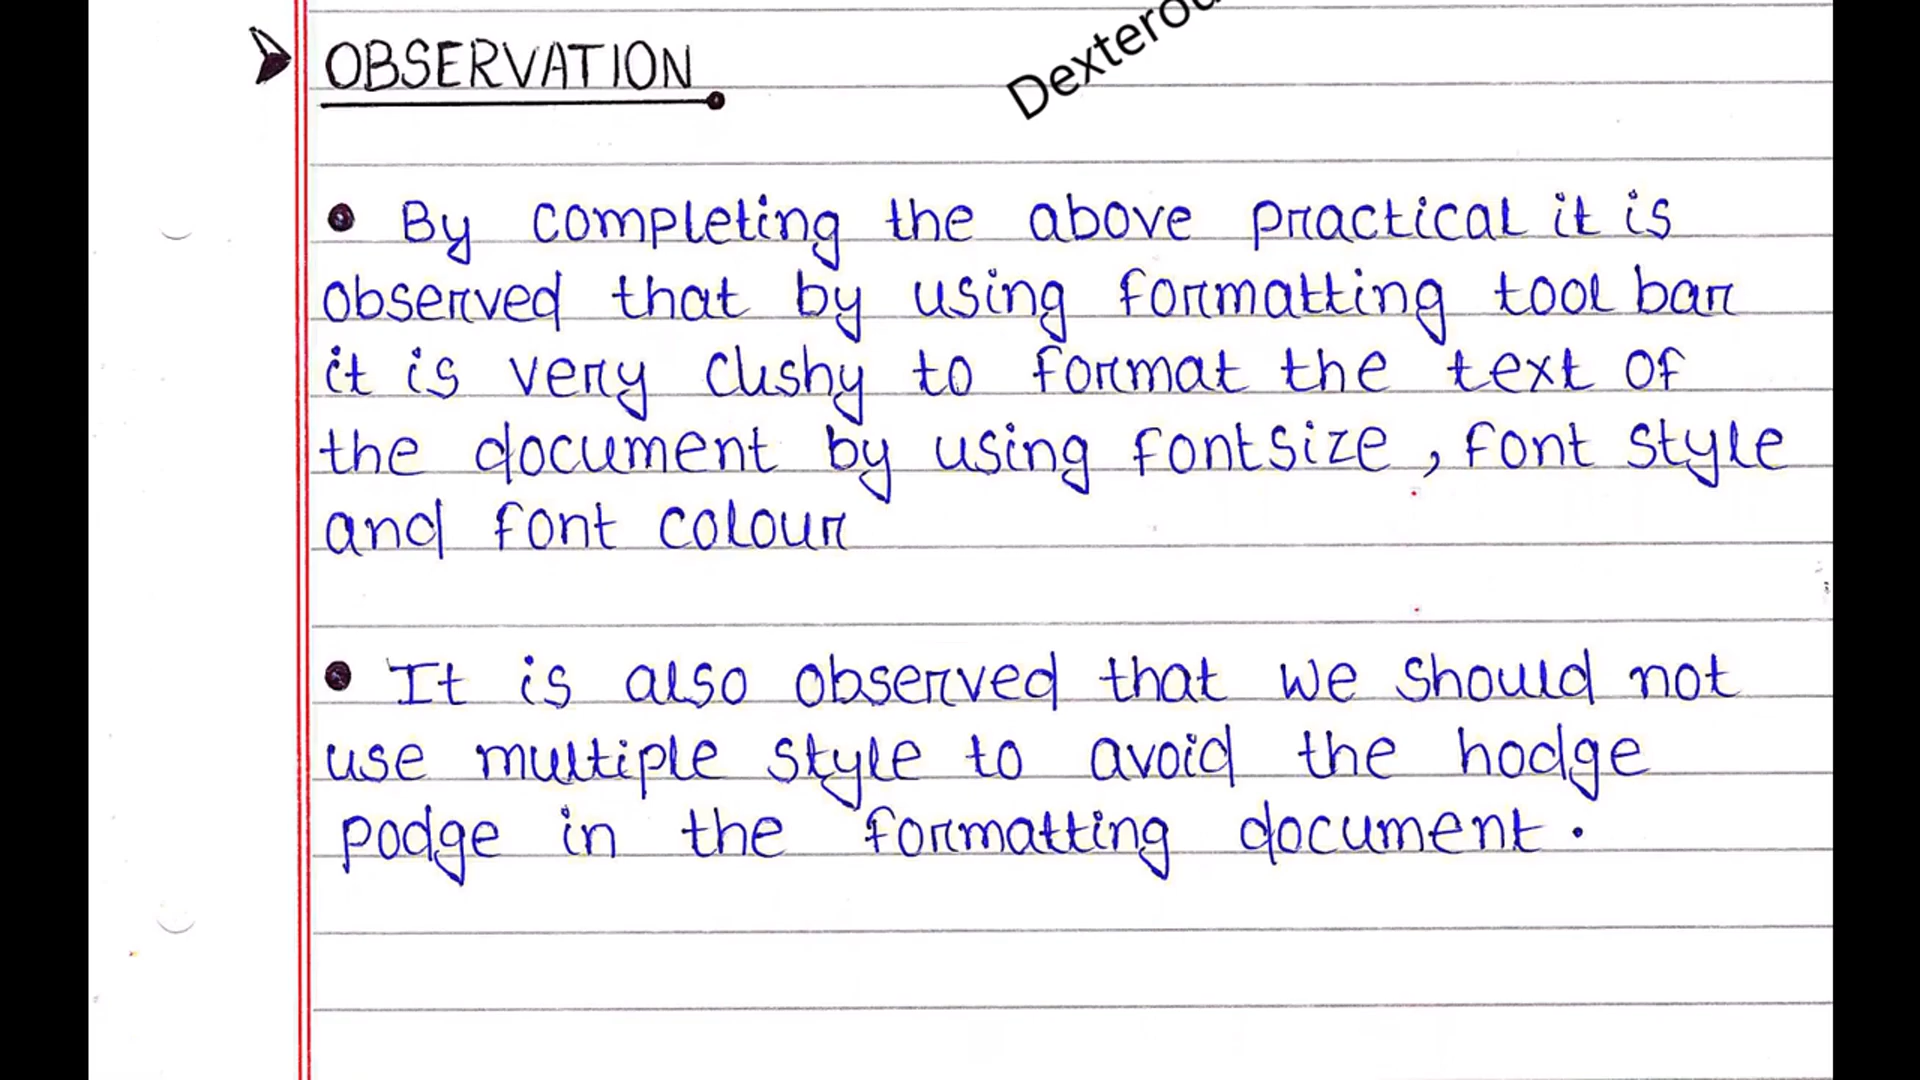 OBSERVATION
Dexterou
• By completing the above practical it is
observed that by using formatting tool bar
it is very clishy to format the text of
the document by using fontsize, font style
and font colour
• It is also observed that we should not
use multiple style to avoid the hodge
podge in the formatting document.